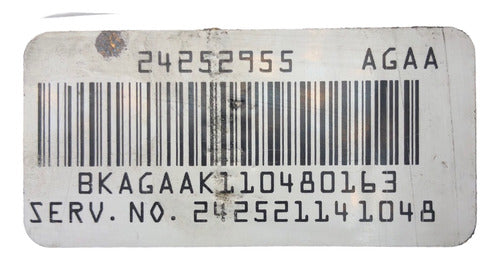 24252955 AGAA
BKAGAAK110480163
SERV. NO. 242521141048